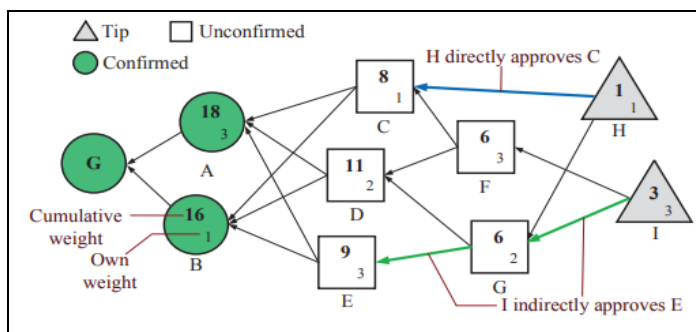 Tip
Unconfirmed
Confirmed
H directly approves C
8
1
C
1
1
H
18
3
A
6
3
F
G
11
2
D
3
3
I
Cumulative
weight
16
1
B
Own
weight
9
3
E
6
2
G
I indirectly approves E